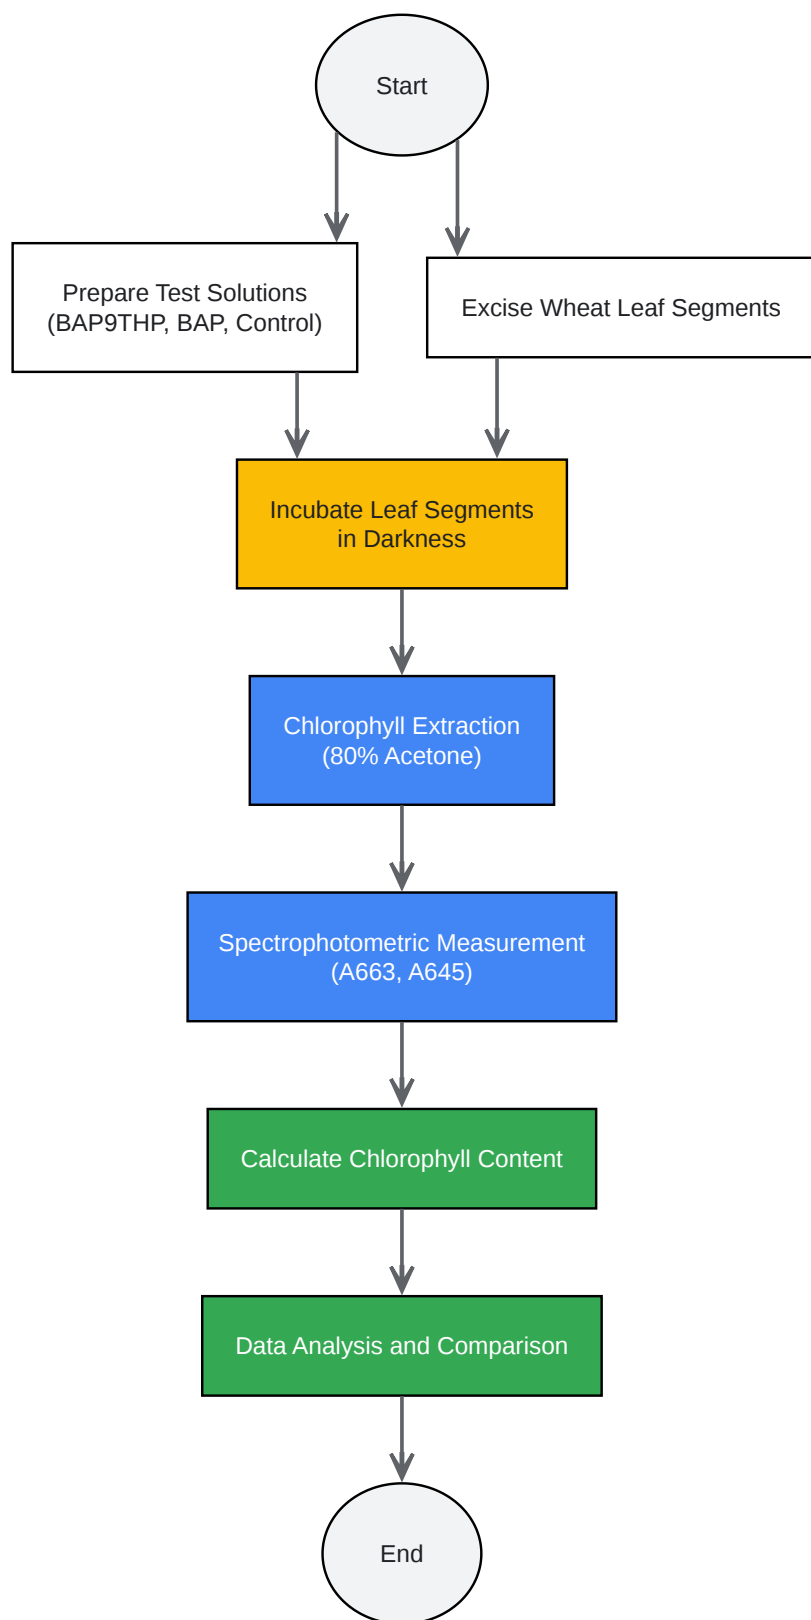 Start
Prepare Test Solutions
(BAP9THP, BAP, Control)
Excise Wheat Leaf Segments
Incubate Leaf Segments
in Darkness
Chlorophyll Extraction
(80% Acetone)
Spectrophotometric Measurement
(A663, A645)
Calculate Chlorophyll Content
Data Analysis and Comparison
End